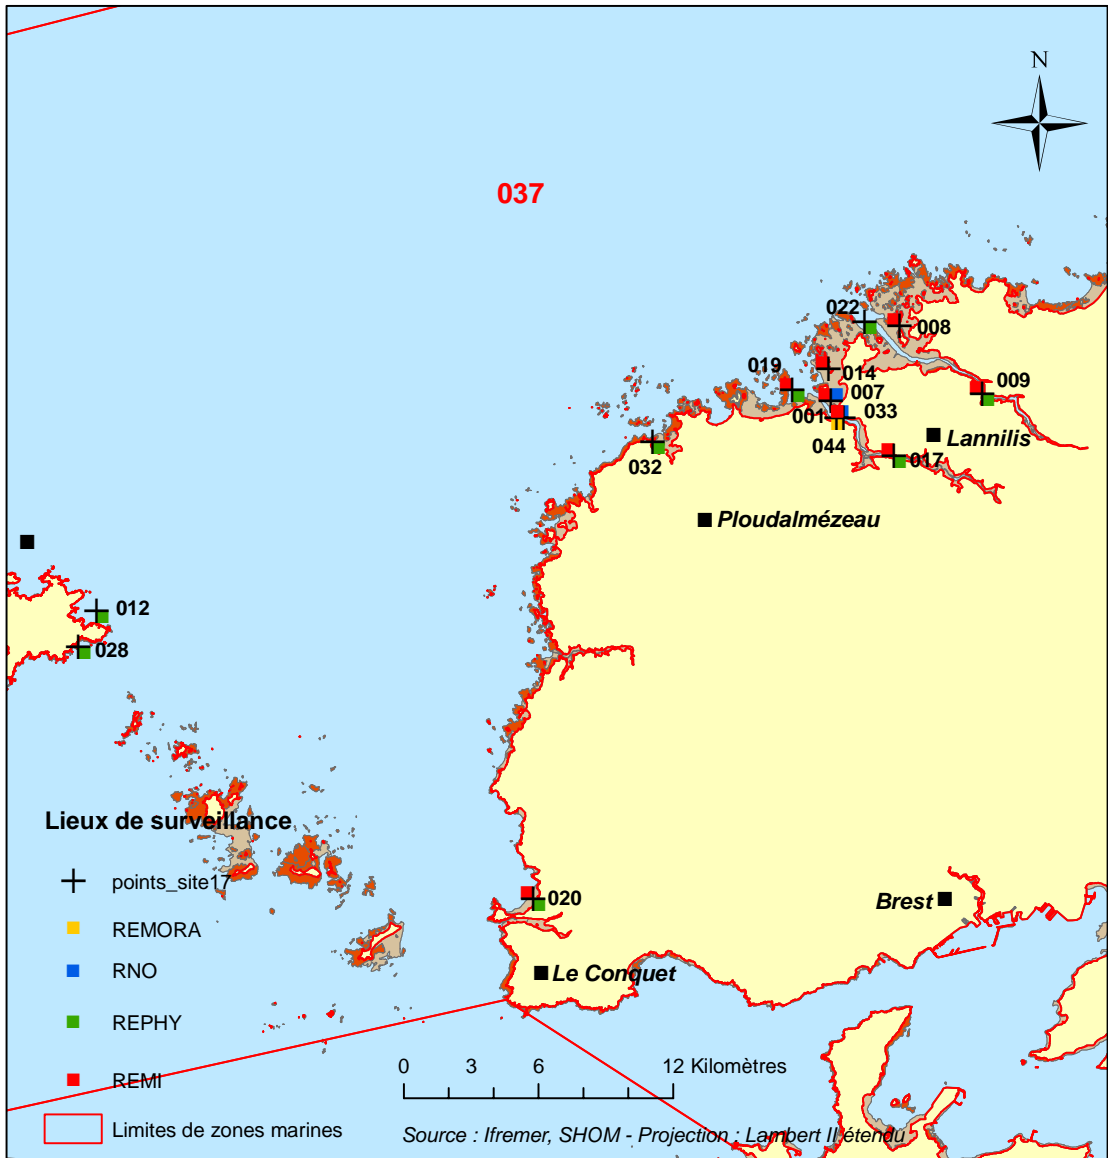 N
037
022
008
019
014
009
007
001
033
044
Lannilis
032
017
Ploudalmézeau
012
028
Lieux de surveillance
points_site17
020
Brest
REMORA
RNO
Le Conquet
REPHY
0 3 6 12 Kilomètres
REMI
Limites de zones marines
Source : Ifremer, SHOM - Projection : Lambert II étendu